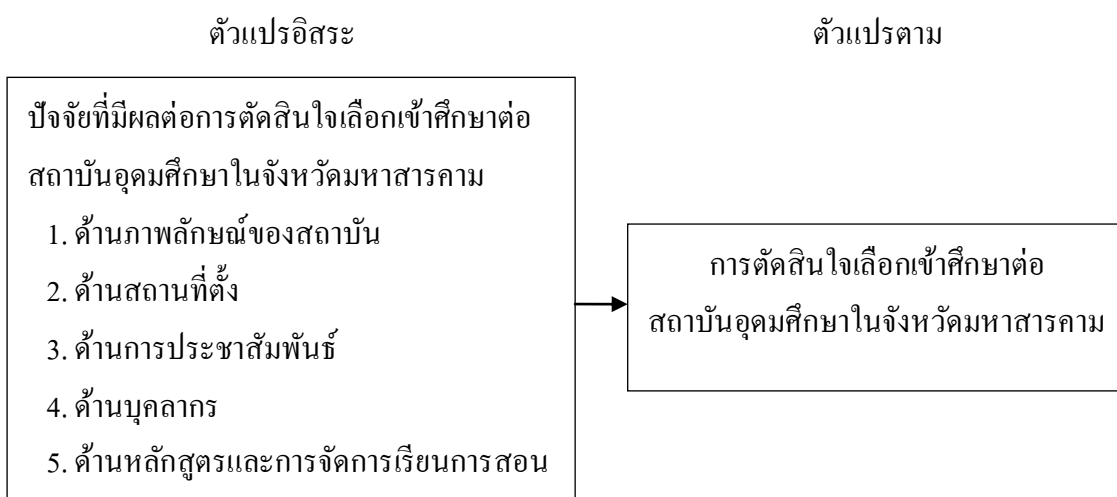 ตัวแปรอิสระ
ตัวแปรตาม
ปัจจัยที่มีผลต่อการตัดสินใจเลือกเข้าศึกษาต่อ
สถาบันอุดมศึกษาในจังหวัดมหาสารคาม
1. ด้านภาพลักษณ์ของสถาบัน
2. ด้านสถานที่ตั้ง
3. ด้านการประชาสัมพันธ์
4. ด้านบุคลากร
5. ด้านหลักสูตรและการจัดการเรียนการสอน
การตัดสินใจเลือกเข้าศึกษาต่อ
สถาบันอุดมศึกษาในจังหวัดมหาสารคาม